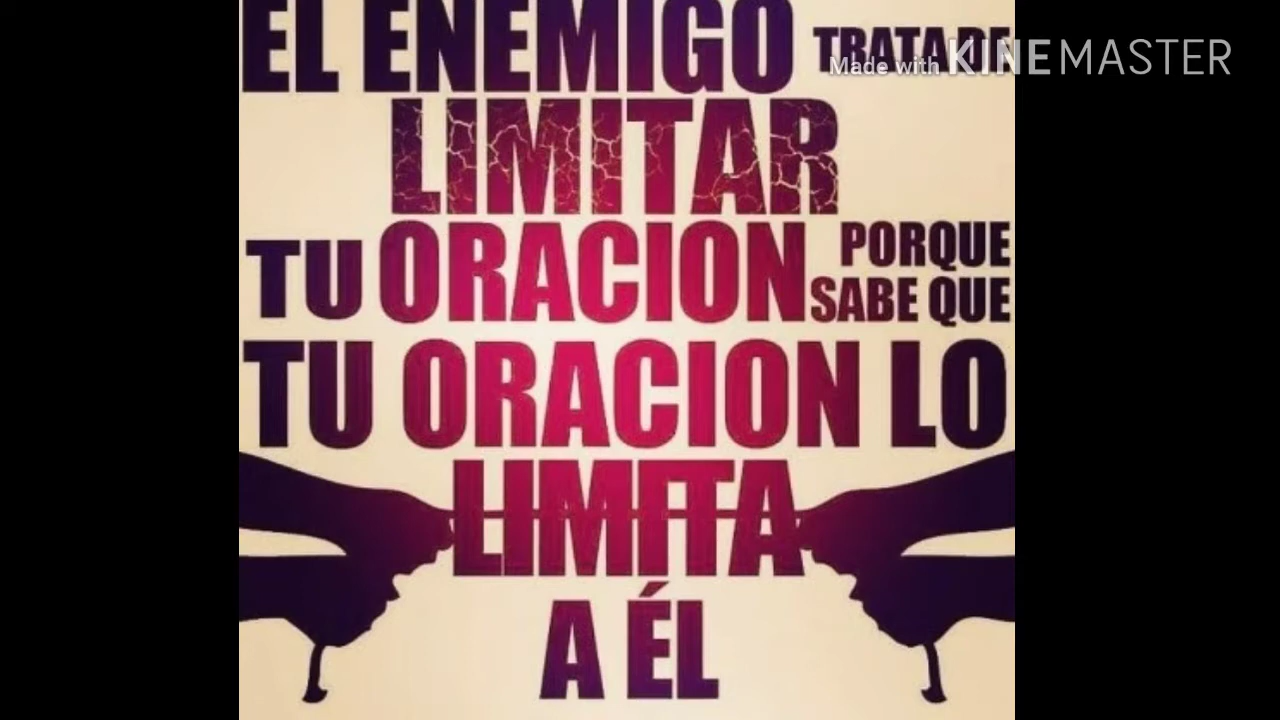 EL ENEMIGO TRATA DE
Made with KINEMASTER
LIMITAR
TU ORACION PORQUE
SABE QUE
TU ORACION LO
LIMITA
A ÉL